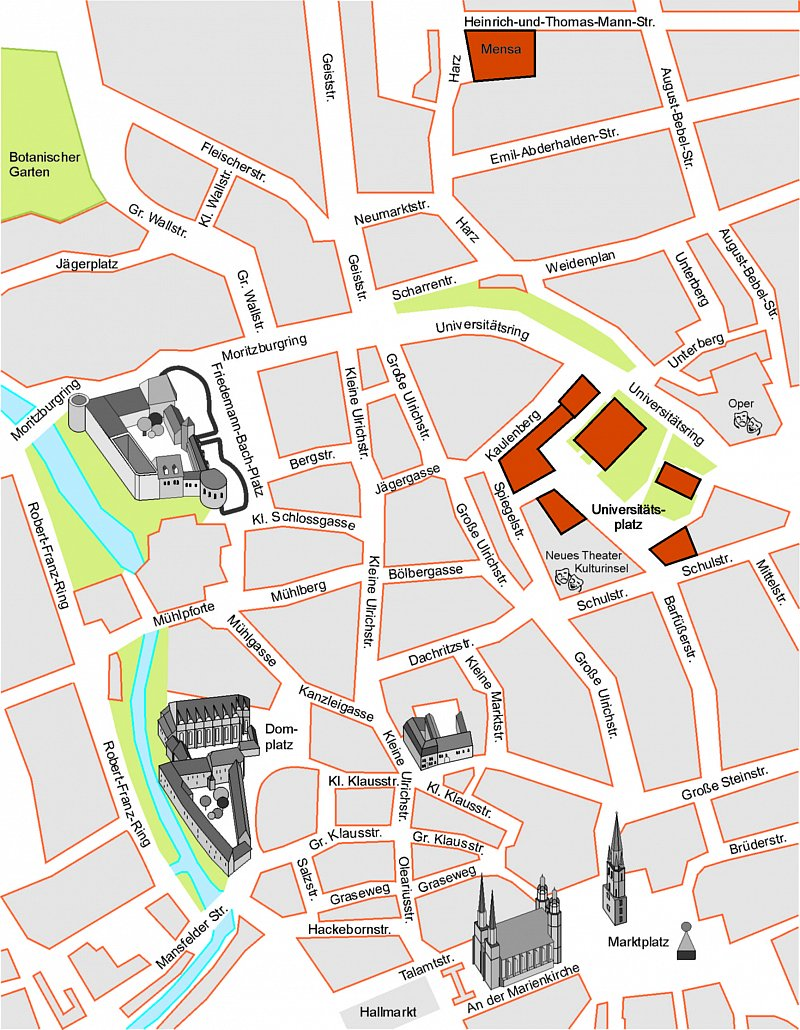 Heinrich-und-Thomas-Mann-Str.
Mensa
Geiststr.
Harz
August-Bebel-Str.
Emil-Abderhalden-Str.
Botanischer
Garten
Fleischerstr.
Kl. Wallstr.
Gr. Wallstr.
Neumarktstr.
Harz
August-Bebel-Str.
Jägerplatz
Geiststr.
Weidenplan
Unterberg
Gr. Wallstr.
Scharrentr.
Universitätsring
Moritzburgring
Unterberg
Moritzburgring
Friedemann-Bach-Platz
Kleine Ulrichstr.
Große Ulrichstr.
Universitätsring
Oper
Kaulenberg
Bergstr.
Jägergasse
Spiegelstr.
Große Ulrichstr.
Universitäts-
platz
Robert-Franz-Ring
Kl. Schlossgasse
Neues Theater
Kulturinsel
Schulstr.
Mittelstr.
Kleine Ulrichstr.
Bölbergasse
Mühlberg
Schulstr.
Barfüßerstr.
Mühlpforte
Mühlgasse
Dachritzstr.
Kleine Marktstr.
Große Ulrichstr.
Kanzleigasse
Dom-
platz
Robert-Franz-Ring
Kleine Ulrichstr.
Kl. Klausstr.
Kl. Klausstr.
Große Steinstr.
Gr. Klausstr.
Gr. Klausstr.
Brüderstr.
Salzstr.
Graseweg
Oleariusstr.
Graseweg
Mansfelder Str.
Hackebornstr.
Marktplatz
Talamtstr.
An der Marienkirche
Hallmarkt